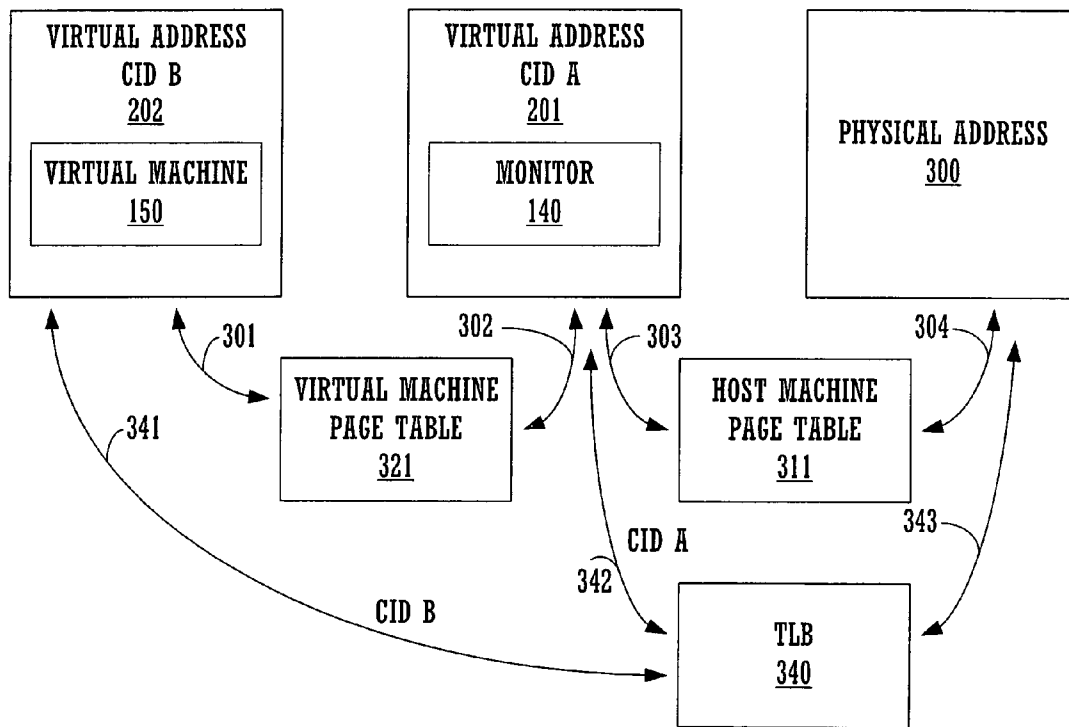 VIRTUAL ADDRESS
CID B
202
VIRTUAL MACHINE
150
VIRTUAL ADDRESS
CID A
201
MONITOR
140
PHYSICAL ADDRESS
300
301
302
303
304
VIRTUAL MACHINE
PAGE TABLE
321
HOST MACHINE
PAGE TABLE
311
341
CID A
342
343
CID B
TLB
340